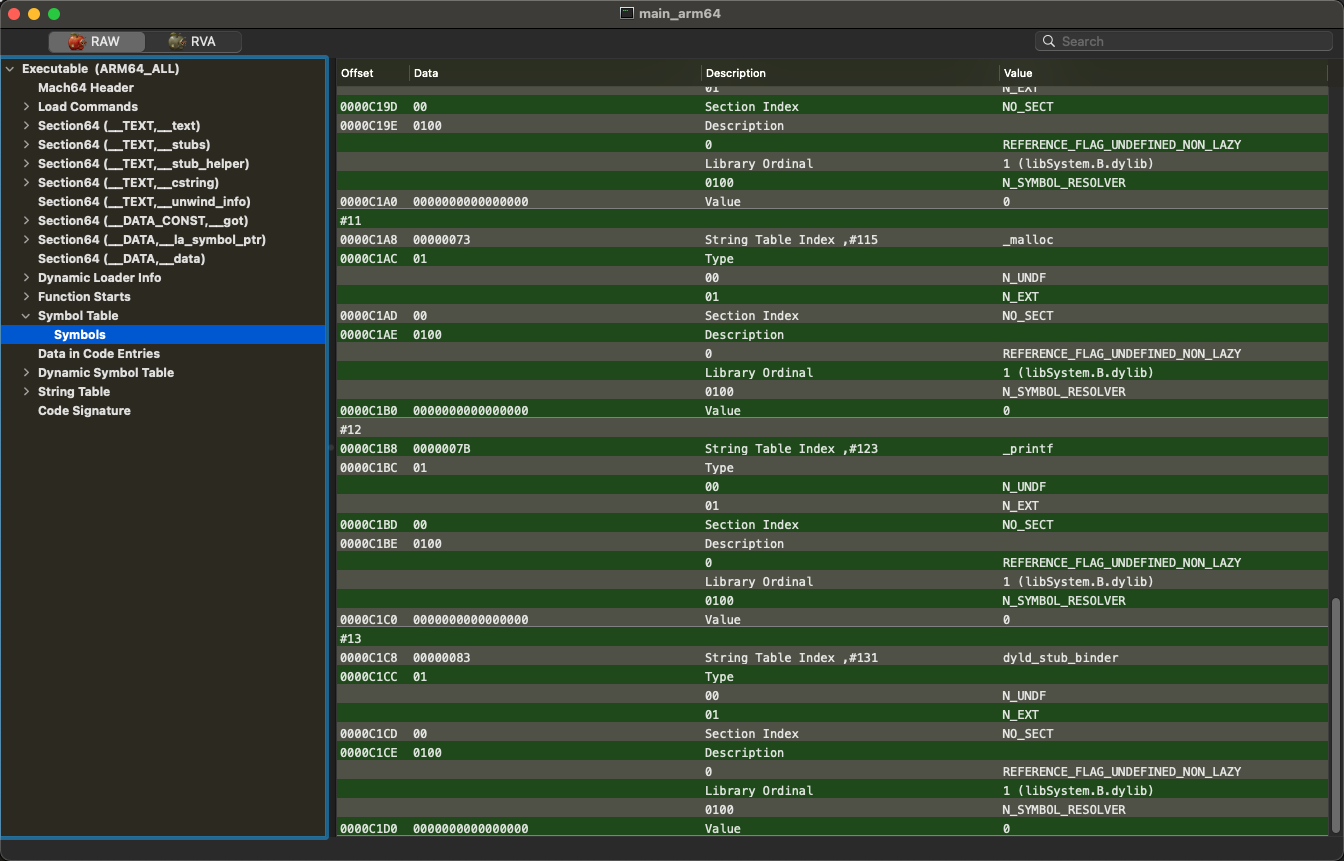 main_arm64
RAW RVA Search
Executable (ARM64_ALL)
Mach64 Header
Load Commands
Section64 (__TEXT,__text)
Section64 (__TEXT,__stubs)
Section64 (__TEXT,__stub_helper)
Section64 (__TEXT,__cstring)
Section64 (__TEXT,__unwind_info)
Section64 (__DATA_CONST,__got)
Section64 (__DATA,__la_symbol_ptr)
Section64 (__DATA,__data)
Dynamic Loader Info
Function Starts
Symbol Table
Symbols
Data in Code Entries
Dynamic Symbol Table
String Table
Code Signature
Offset Data Description Value
01 N_EXT
0000C19D 00 Section Index NO_SECT
0000C19E 0100 Description
0 REFERENCE_FLAG_UNDEFINED_NON_LAZY
Library Ordinal 1 (libSystem.B.dylib)
0100 N_SYMBOL_RESOLVER
0000C1A0 0000000000000000 Value 0
#11
0000C1A8 00000073 String Table Index ,#115 _malloc
0000C1AC 01 Type
00 N_UNDF
01 N_EXT
0000C1AD 00 Section Index NO_SECT
0000C1AE 0100 Description
0 REFERENCE_FLAG_UNDEFINED_NON_LAZY
Library Ordinal 1 (libSystem.B.dylib)
0100 N_SYMBOL_RESOLVER
0000C1B0 0000000000000000 Value 0
#12
0000C1B8 0000007B String Table Index ,#123 _printf
0000C1BC 01 Type
00 N_UNDF
01 N_EXT
0000C1BD 00 Section Index NO_SECT
0000C1BE 0100 Description
0 REFERENCE_FLAG_UNDEFINED_NON_LAZY
Library Ordinal 1 (libSystem.B.dylib)
0100 N_SYMBOL_RESOLVER
0000C1C0 0000000000000000 Value 0
#13
0000C1C8 00000083 String Table Index ,#131 dyld_stub_binder
0000C1CC 01 Type
00 N_UNDF
01 N_EXT
0000C1CD 00 Section Index NO_SECT
0000C1CE 0100 Description
0 REFERENCE_FLAG_UNDEFINED_NON_LAZY
Library Ordinal 1 (libSystem.B.dylib)
0100 N_SYMBOL_RESOLVER
0000C1D0 0000000000000000 Value 0